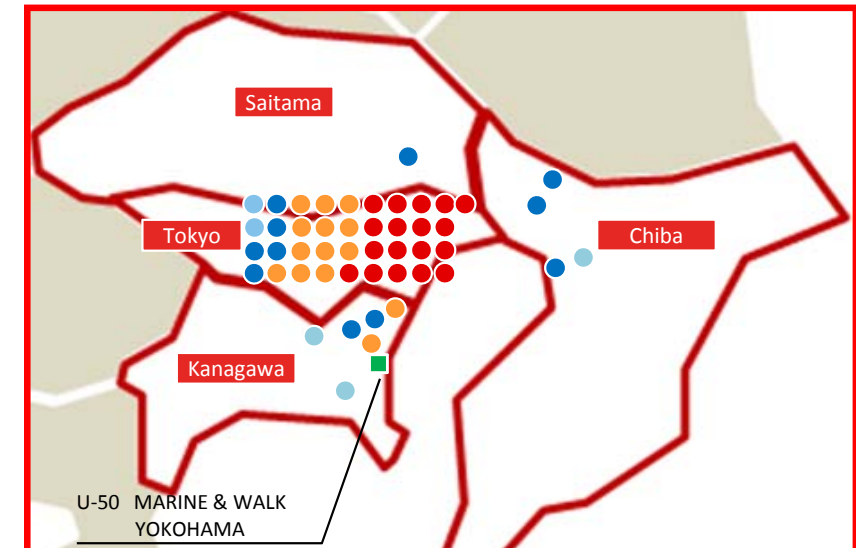 Saitama
Tokyo
Chiba
Kanagawa
U-50 MARINE & WALK
YOKOHAMA